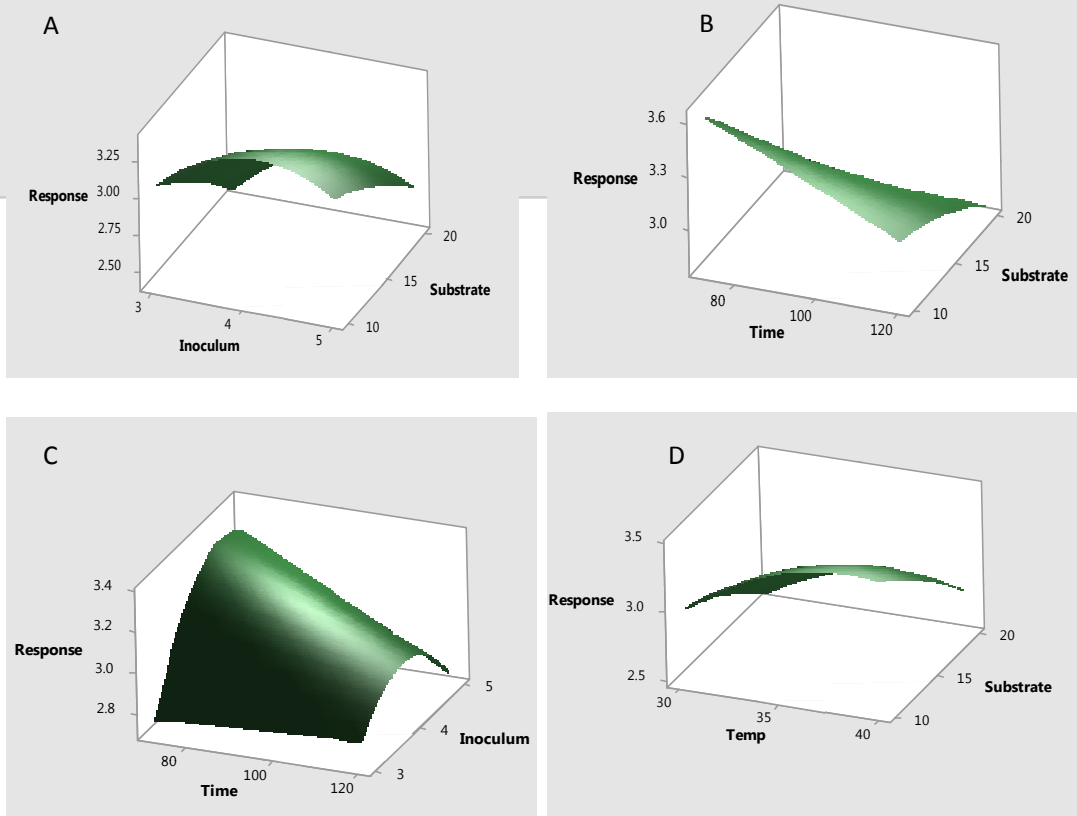 A
3.25
Response
3.00
2.75
2.50
3
4
5
Inoculum
10
15
20
Substrate
B
3.6
3.3
Response
3.0
80
100
120
Time
10
15
20
Substrate
C
3.4
3.2
Response
3.0
2.8
80
100
120
Time
3
4
5
Inoculum
D
3.5
Response
3.0
2.5
30
35
40
Temp
10
15
20
Substrate